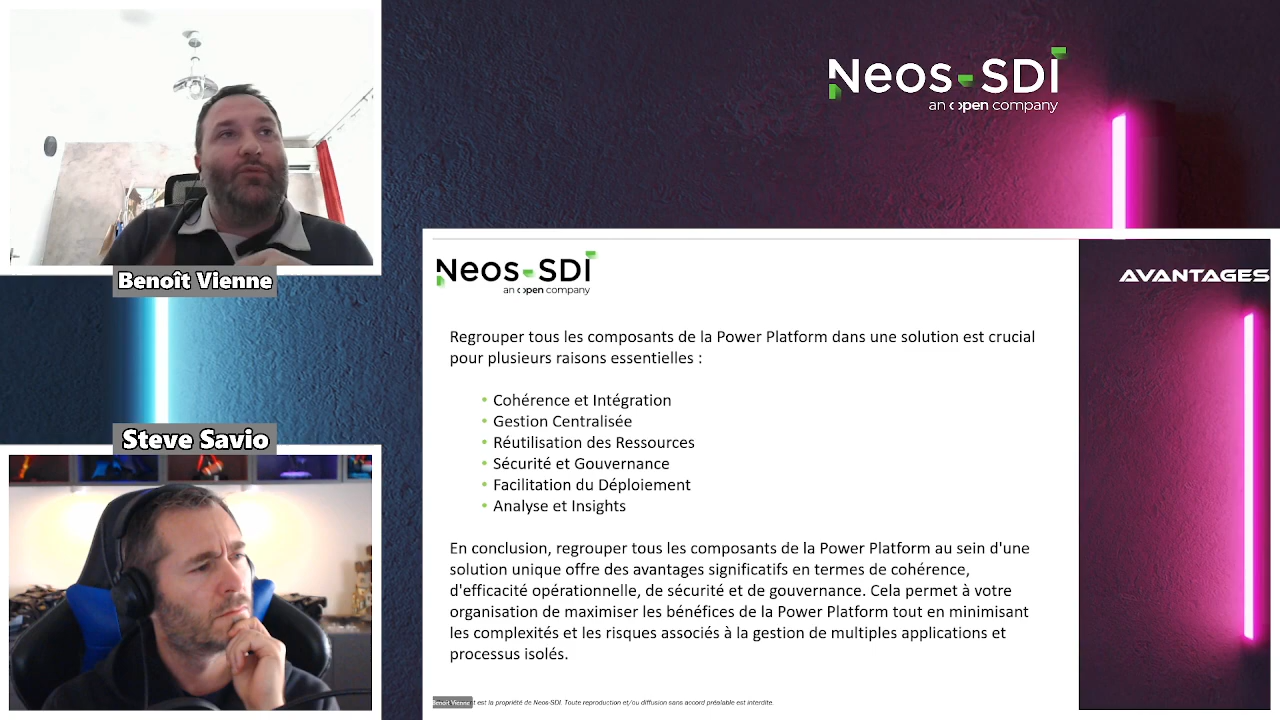 Neos-SDI
an open company
Benoît Vienne
Steve Savio
Neos-SDI
an open company
AVANTAGES
Regrouper tous les composants de la Power Platform dans une solution est crucial
pour plusieurs raisons essentielles :
• Cohérence et Intégration
• Gestion Centralisée
• Réutilisation des Ressources
• Sécurité et Gouvernance
• Facilitation du Déploiement
• Analyse et Insights
En conclusion, regrouper tous les composants de la Power Platform au sein d'une
solution unique offre des avantages significatifs en termes de cohérence,
d'efficacité opérationnelle, de sécurité et de gouvernance. Cela permet à votre
organisation de maximiser les bénéfices de la Power Platform tout en minimisant
les complexités et les risques associés à la gestion de multiples applications et
processus isolés.
Benoît Vienne
est la propriété de Neos-SDI. Toute reproduction et/ou diffusion sans accord préalable est interdite.